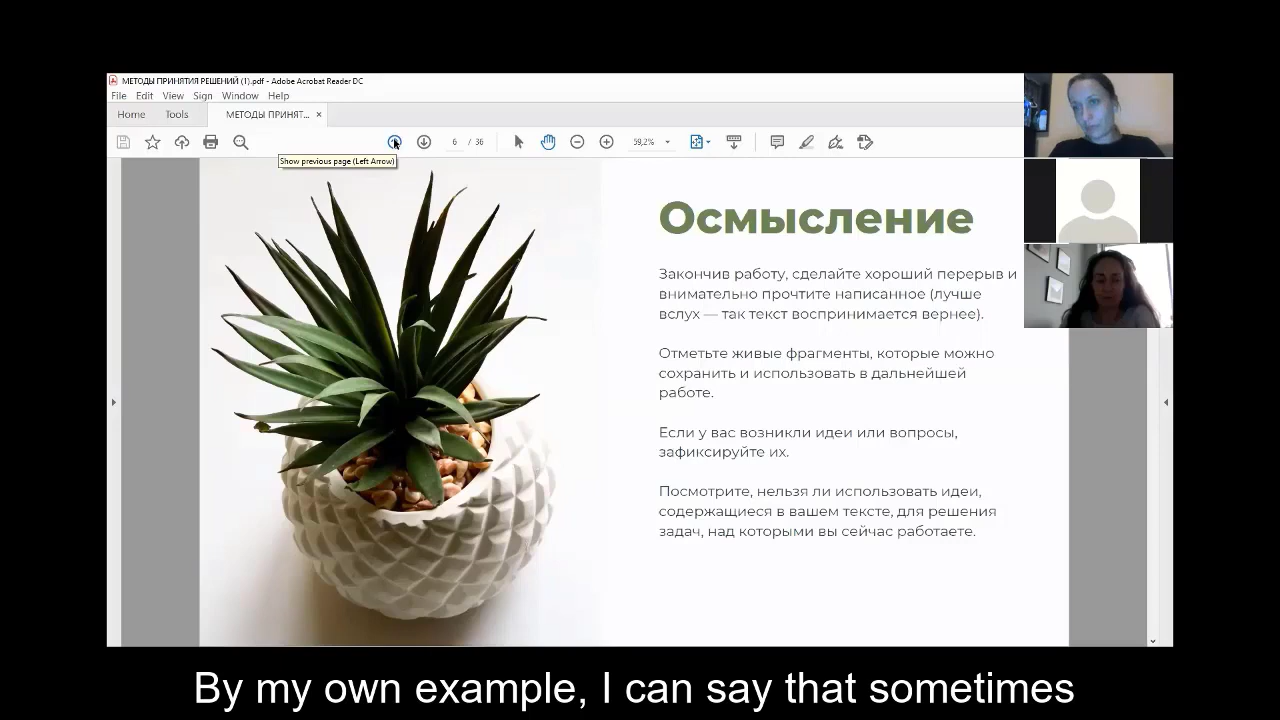 МЕТОДЫ ПРИНЯТИЯ РЕШЕНИЙ (1).pdf - Adobe Acrobat Reader DC
File Edit View Sign Window Help
Home Tools МЕТОДЫ ПРИНЯТ... ×
6 / 36 59,2%
Show previous page (Left Arrow)
Осмысление
Закончив работу, сделайте хороший перерыв и
внимательно прочтите написанное (лучше
вслух — так текст воспринимается вернее).
Отметьте живые фрагменты, которые можно
сохранить и использовать в дальнейшей
работе.
Если у вас возникли идеи или вопросы,
зафиксируйте их.
Посмотрите, нельзя ли использовать идеи,
содержащиеся в вашем тексте, для решения
задач, над которыми вы сейчас работаете.
By my own example, I can say that sometimes